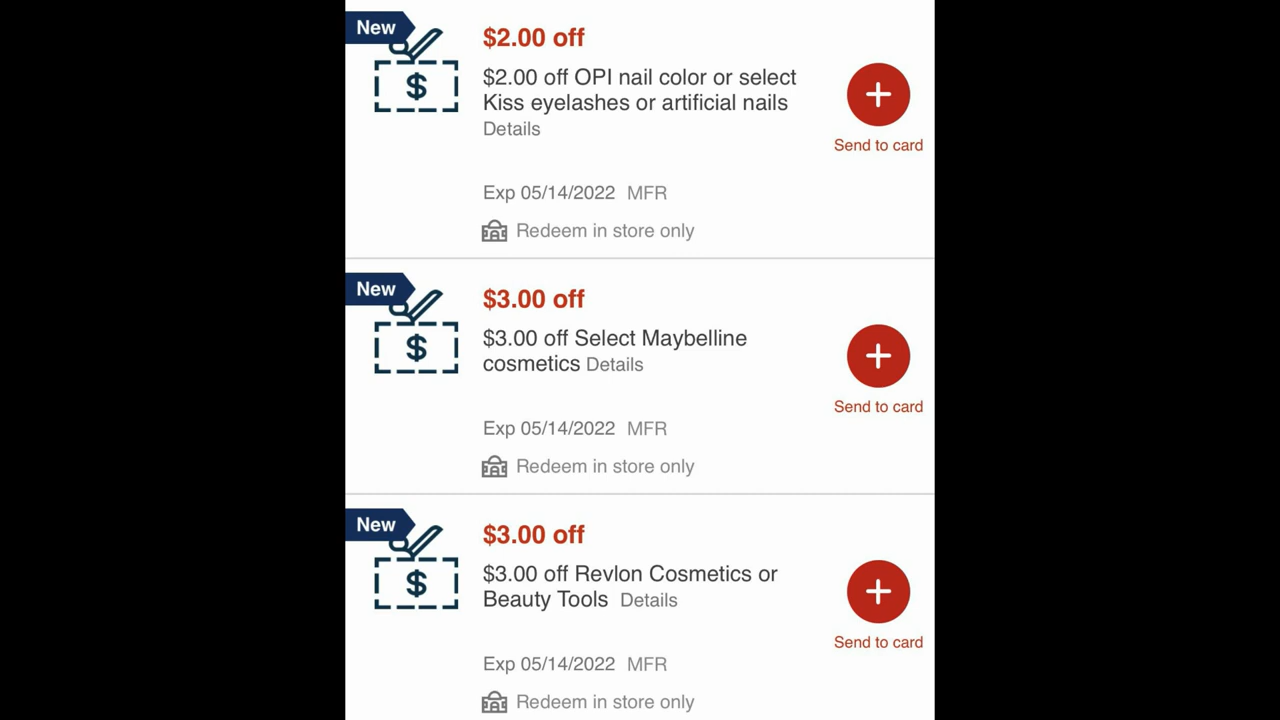 New
$2.00 off
$2.00 off OPI nail color or select
Kiss eyelashes or artificial nails
Details
Send to card
Exp 05/14/2022 MFR
Redeem in store only
New
$3.00 off
$3.00 off Select Maybelline
cosmetics Details
Send to card
Exp 05/14/2022 MFR
Redeem in store only
New
$3.00 off
$3.00 off Revlon Cosmetics or
Beauty Tools Details
Send to card
Exp 05/14/2022 MFR
Redeem in store only